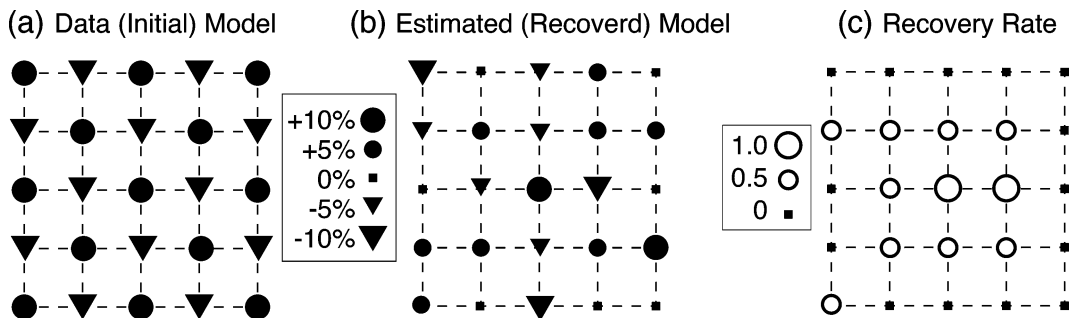 (a) Data (Initial) Model
(b) Estimated (Recoverd) Model
(c) Recovery Rate
+10%
+5%
0%
-5%
-10%
1.0
0.5
0